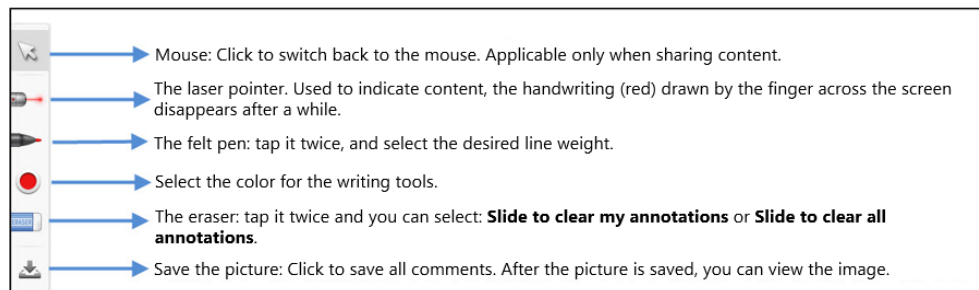 Mouse: Click to switch back to the mouse. Applicable only when sharing content.
The laser pointer. Used to indicate content, the handwriting (red) drawn by the finger across the screen
disappears after a while.
The felt pen: tap it twice, and select the desired line weight.
Select the color for the writing tools.
The eraser: tap it twice and you can select: Slide to clear my annotations or Slide to clear all
annotations.
Save the picture: Click to save all comments. After the picture is saved, you can view the image.